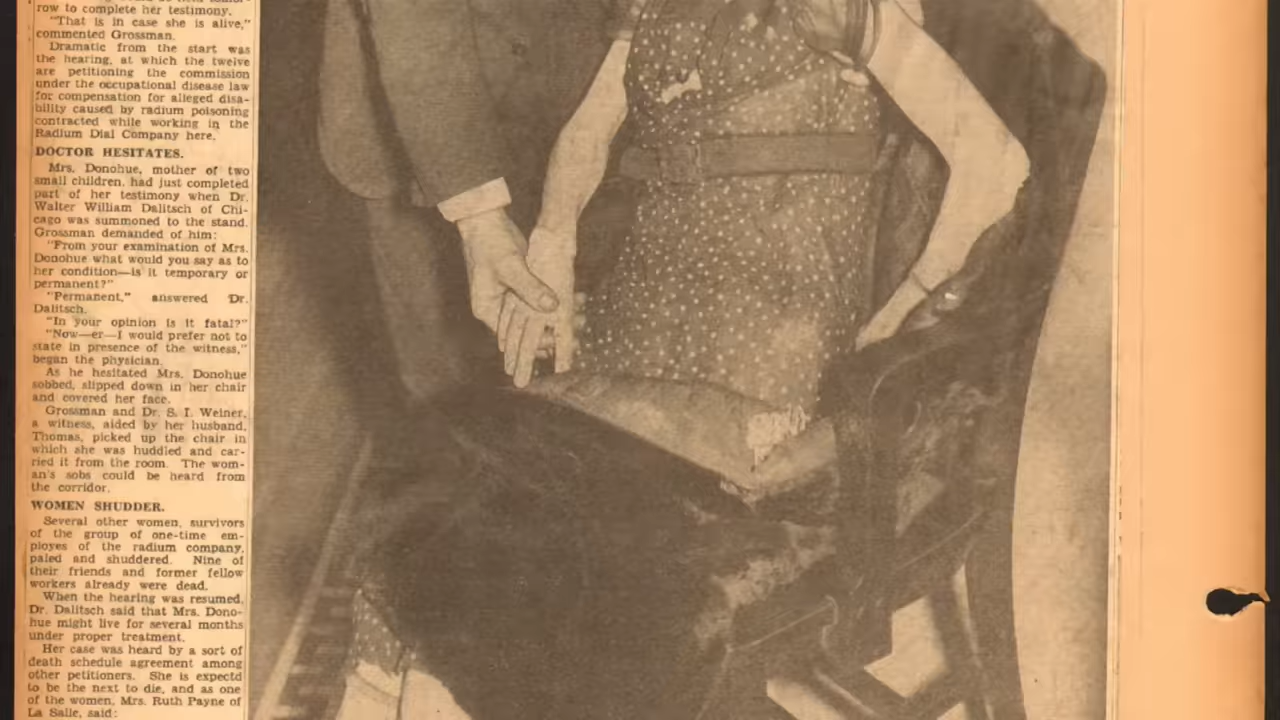 row to complete her testimony.
"That is in case she is alive,"
commented Grossman.
Dramatic from the start was
the hearing, at which the twelve
are petitioning the commission
under the occupational disease law
for compensation for alleged disa-
bility caused by radium poisoning
contracted while working in the
Radium Dial Company here.
DOCTOR HESITATES.
Mrs. Donohue, mother of two
small children, had just completed
part of her testimony when Dr.
Walter William Dalitsch of Chi-
cago was summoned to the stand.
Grossman demanded of him:
"From your examination of Mrs.
Donohue what would you say as to
her condition—is it temporary or
permanent?"
"Permanent," answered Dr.
Dalitsch.
"In your opinion is it fatal?"
"Now—er—I would prefer not to
state in presence of the witness,"
began the physician.
As he hesitated Mrs. Donohue
sobbed, slipped down in her chair
and covered her face.
Grossman and Dr. S. I. Weiner,
a witness, aided by her husband,
Thomas, picked up the chair in
which she was huddled and car-
ried it from the room. The wom-
an's sobs could be heard from
the corridor.
WOMEN SHUDDER.
Several other women, survivors
of the group of one-time em-
ployes of the radium company,
paled and shuddered. Nine of
their friends and former fellow
workers already were dead.
When the hearing was resumed,
Dr. Dalitsch said that Mrs. Dono-
hue might live for several months
under proper treatment.
Her case was heard by a sort of
death schedule agreement among
other petitioners. She is expectd
to be the next to die, and as one
of the women, Mrs. Ruth Payne of
La Salle, said: